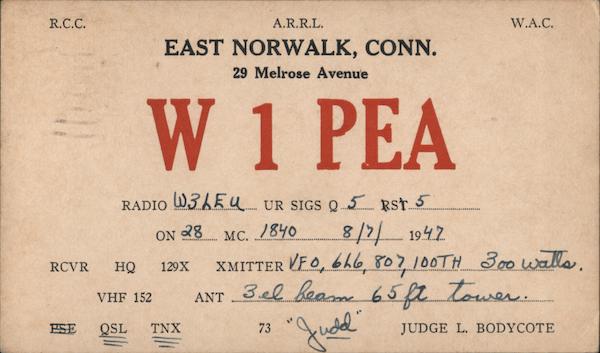 R.C.C. A.R.R.L. W.A.C.
EAST NORWALK, CONN.
29 Melrose Avenue
W 1 PEA
RADIO W3LEU UR SIGS Q 5 RST 5
ON 28 MC. 1840 8/7/ 1947
RCVR HQ 129X XMITTER VFO, 6L6, 807, 100TH 300 watts.
VHF 152 ANT 3 el beam 65 ft tower.
PSE QSL TNX 73 "Judd" JUDGE L. BODYCOTE